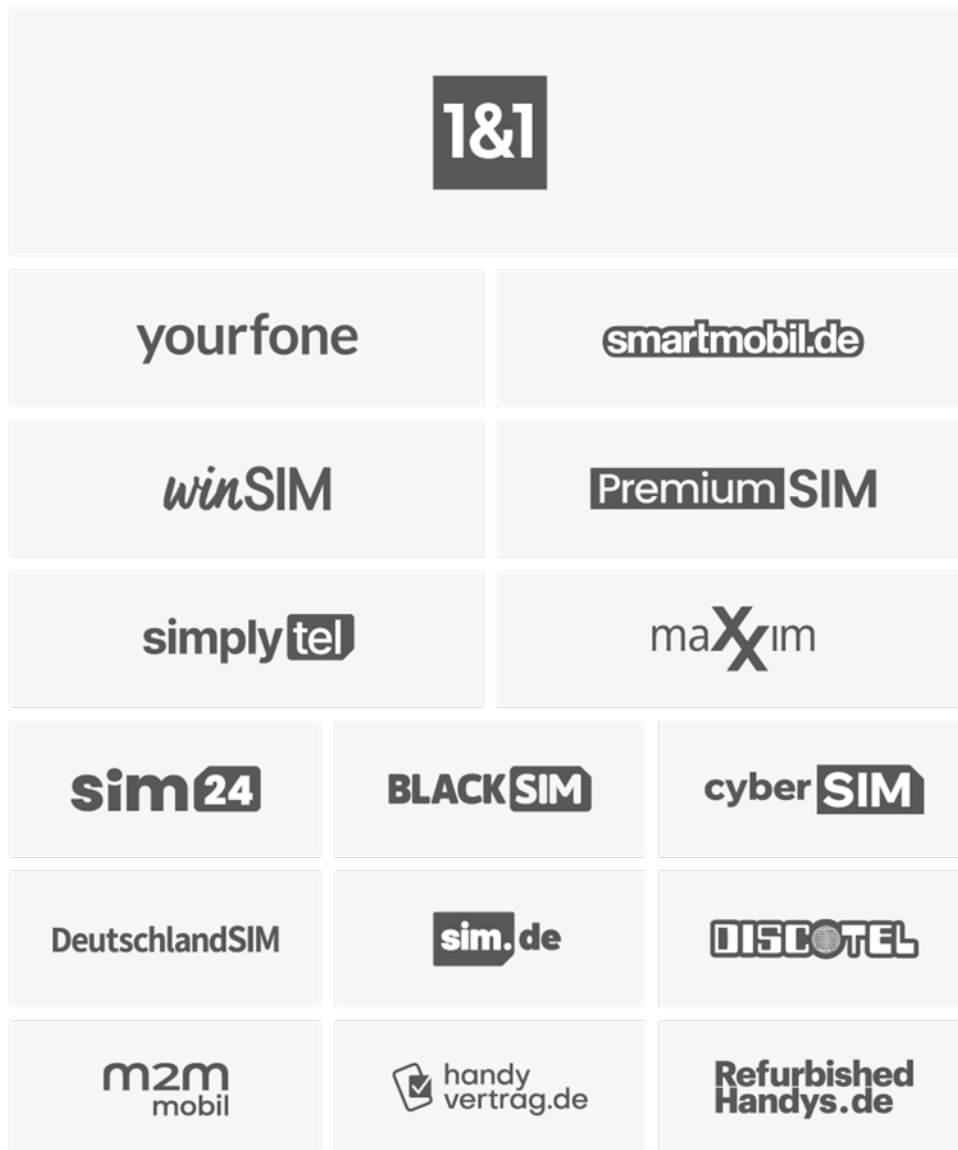 1&1
yourfone
smartmobil.de
winSIM
Premium SIM
simply tel
maXXim
sim 24
BLACK SIM
cyber SIM
DeutschlandSIM
sim.de
DISCOTEL
m2m
mobil
handy
vertrag.de
Refurbished
Handys.de